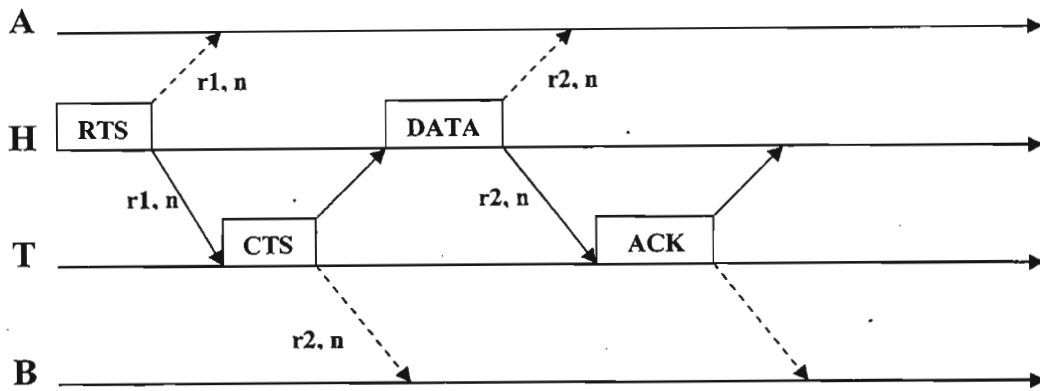 A
r1, n
r2, n
RTS
DATA
H
r1, n
r2, n
CTS
ACK
T
r2, n
B